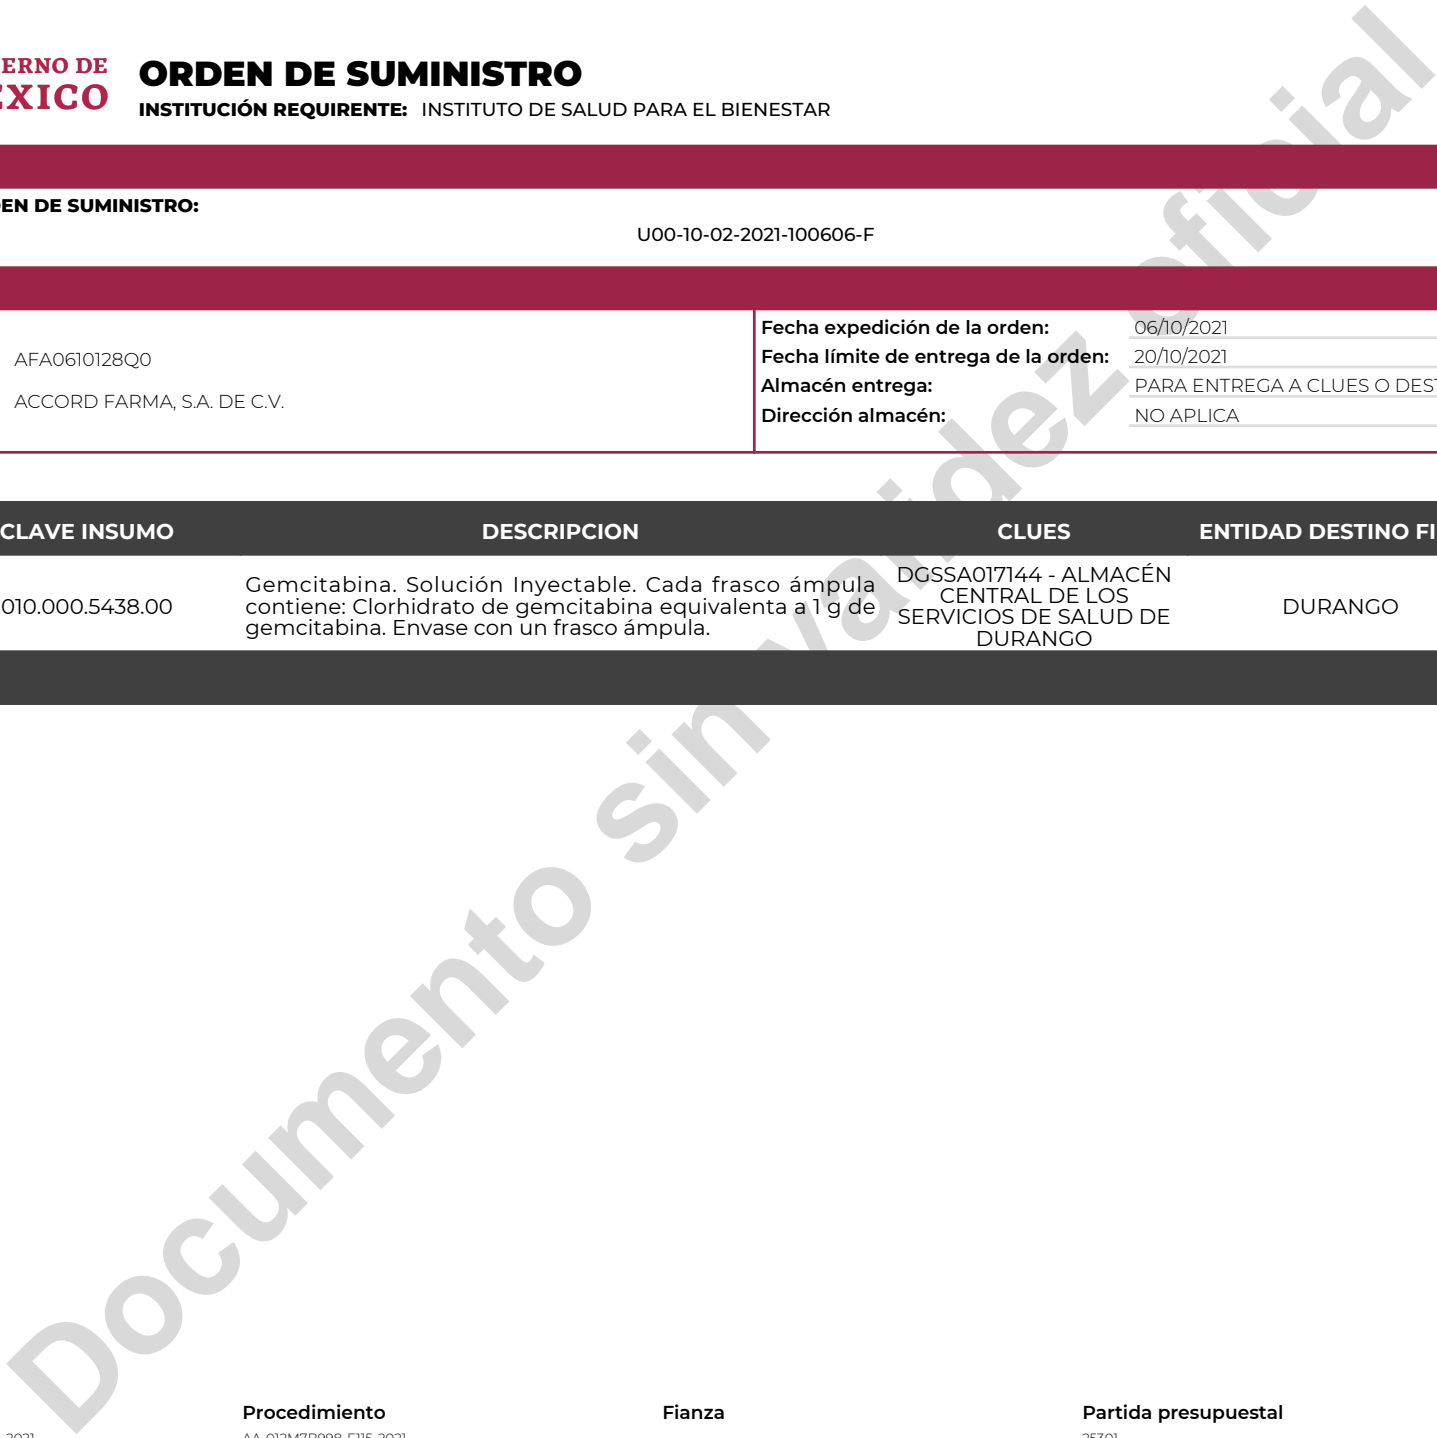 ERNO DE
EXICO
ORDEN DE SUMINISTRO
INSTITUCIÓN REQUIRENTE: INSTITUTO DE SALUD PARA EL BIENESTAR
EN DE SUMINISTRO:
U00-10-02-2021-100606-F
AFA0610128Q0
ACCORD FARMA, S.A. DE C.V.
Fecha expedición de la orden: 06/10/2021
Fecha límite de entrega de la orden: 20/10/2021
Almacén entrega: PARA ENTREGA A CLUES O DEST
Dirección almacén: NO APLICA
CLAVE INSUMO DESCRIPCION CLUES ENTIDAD DESTINO FI
010.000.5438.00
Gemcitabina. Solución Inyectable. Cada frasco ámpula
contiene: Clorhidrato de gemcitabina equivalenta a 1 g de
gemcitabina. Envase con un frasco ámpula.
DGSSA017144 - ALMACÉN
CENTRAL DE LOS
SERVICIOS DE SALUD DE
DURANGO
DURANGO
Documento sin validez oficial
Procedimiento Fianza Partida presupuestal